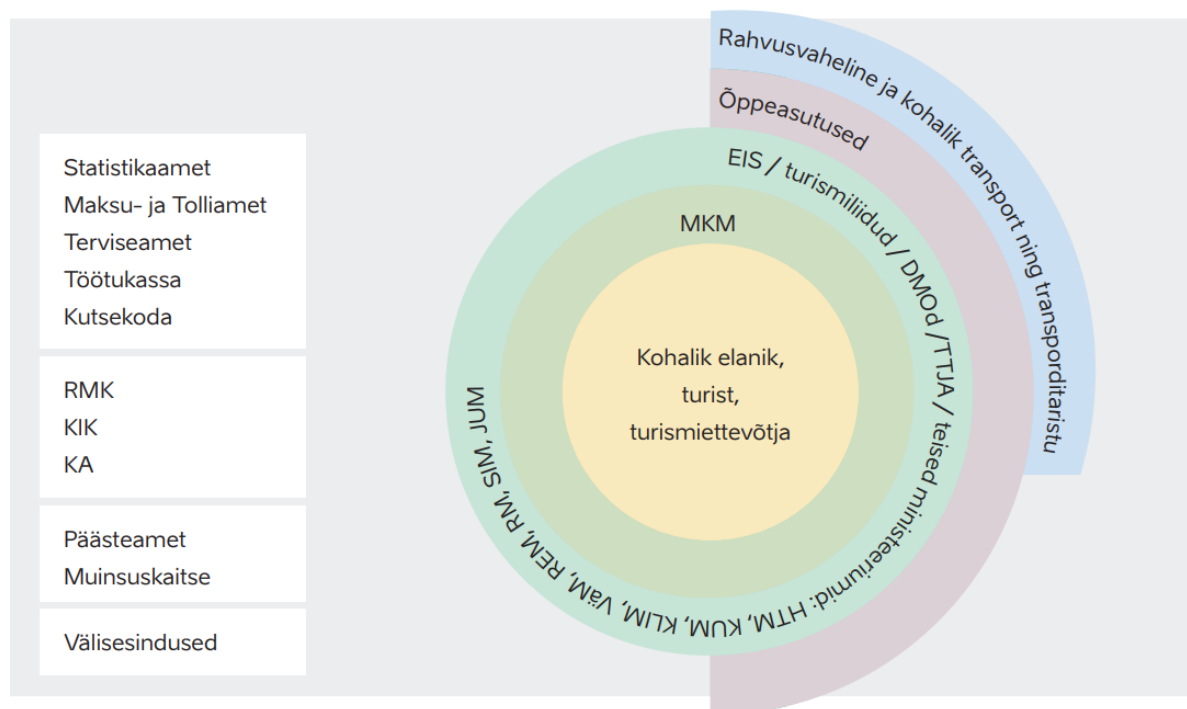 Statistikaamet
Maksu- ja Tolliamet
Terviseamet
Töötukassa
Kutsekoda
RMK
KIK
KA
Päästeamet
Muinsuskaitse
Välisesindused
Rahvusvaheline ja kohalik transport ning transporditaristu
Õppeasutused
EIS / turismiliidud / DMOd /TTJA / teised ministeeriumid: HTM, KUM, KLIM, VäM, REM, RM, SIM, JUM
MKM
Kohalik elanik,
turist,
turismiettevõtja